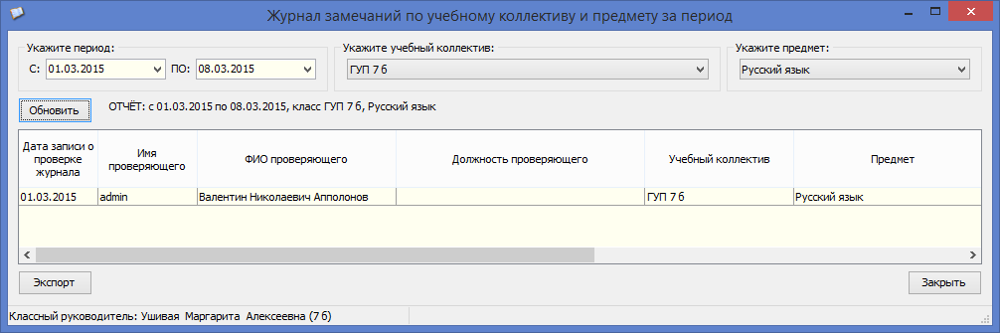 Журнал замечаний по учебному коллективу и предмету за период
Укажите период:
С: 01.03.2015 ПО: 08.03.2015
Укажите учебный коллектив:
ГУП 7 б
Укажите предмет:
Русский язык
Обновить
ОТЧЁТ: с 01.03.2015 по 08.03.2015, класс ГУП 7 б, Русский язык
Дата записи о
проверке
журнала
Имя
проверяющего
ФИО проверяющего
Должность проверяющего
Учебный коллектив
Предмет
01.03.2015 admin Валентин Николаевич Апполонов ГУП 7 б Русский язык
Экспорт
Закрыть
Классный руководитель: Ушивая Маргарита Алексеевна (7 б)